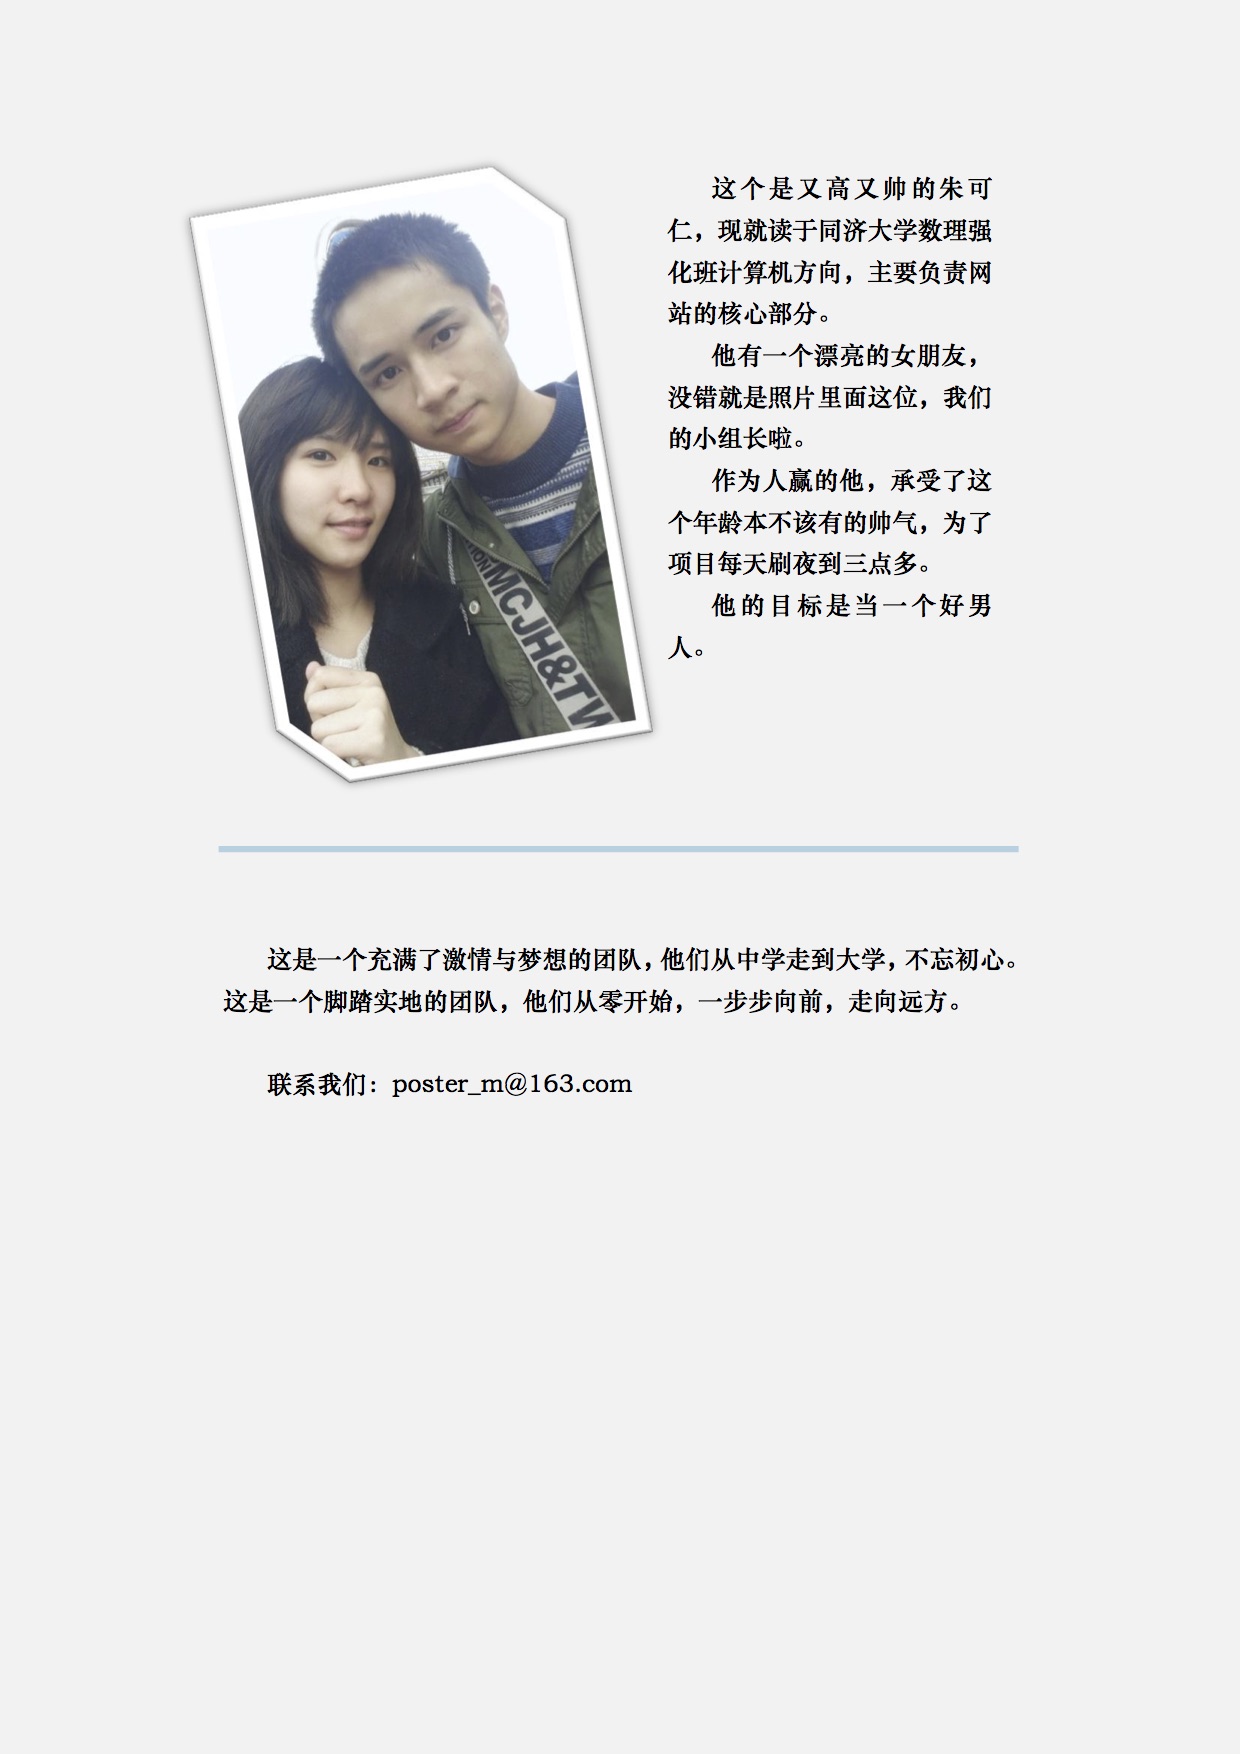 这个是又高又帅的朱可
仁，现就读于同济大学数理强
化班计算机方向，主要负责网
站的核心部分。
他有一个漂亮的女朋友，
没错就是照片里面这位，我们
的小组长啦。
作为人赢的他，承受了这
个年龄本不该有的帅气，为了
项目每天刷夜到三点多。
他的目标是当一个好男
人。
MCJH&TW
这是一个充满了激情与梦想的团队，他们从中学走到大学，不忘初心。
这是一个脚踏实地的团队，他们从零开始，一步步向前，走向远方。
联系我们：poster_m@163.com